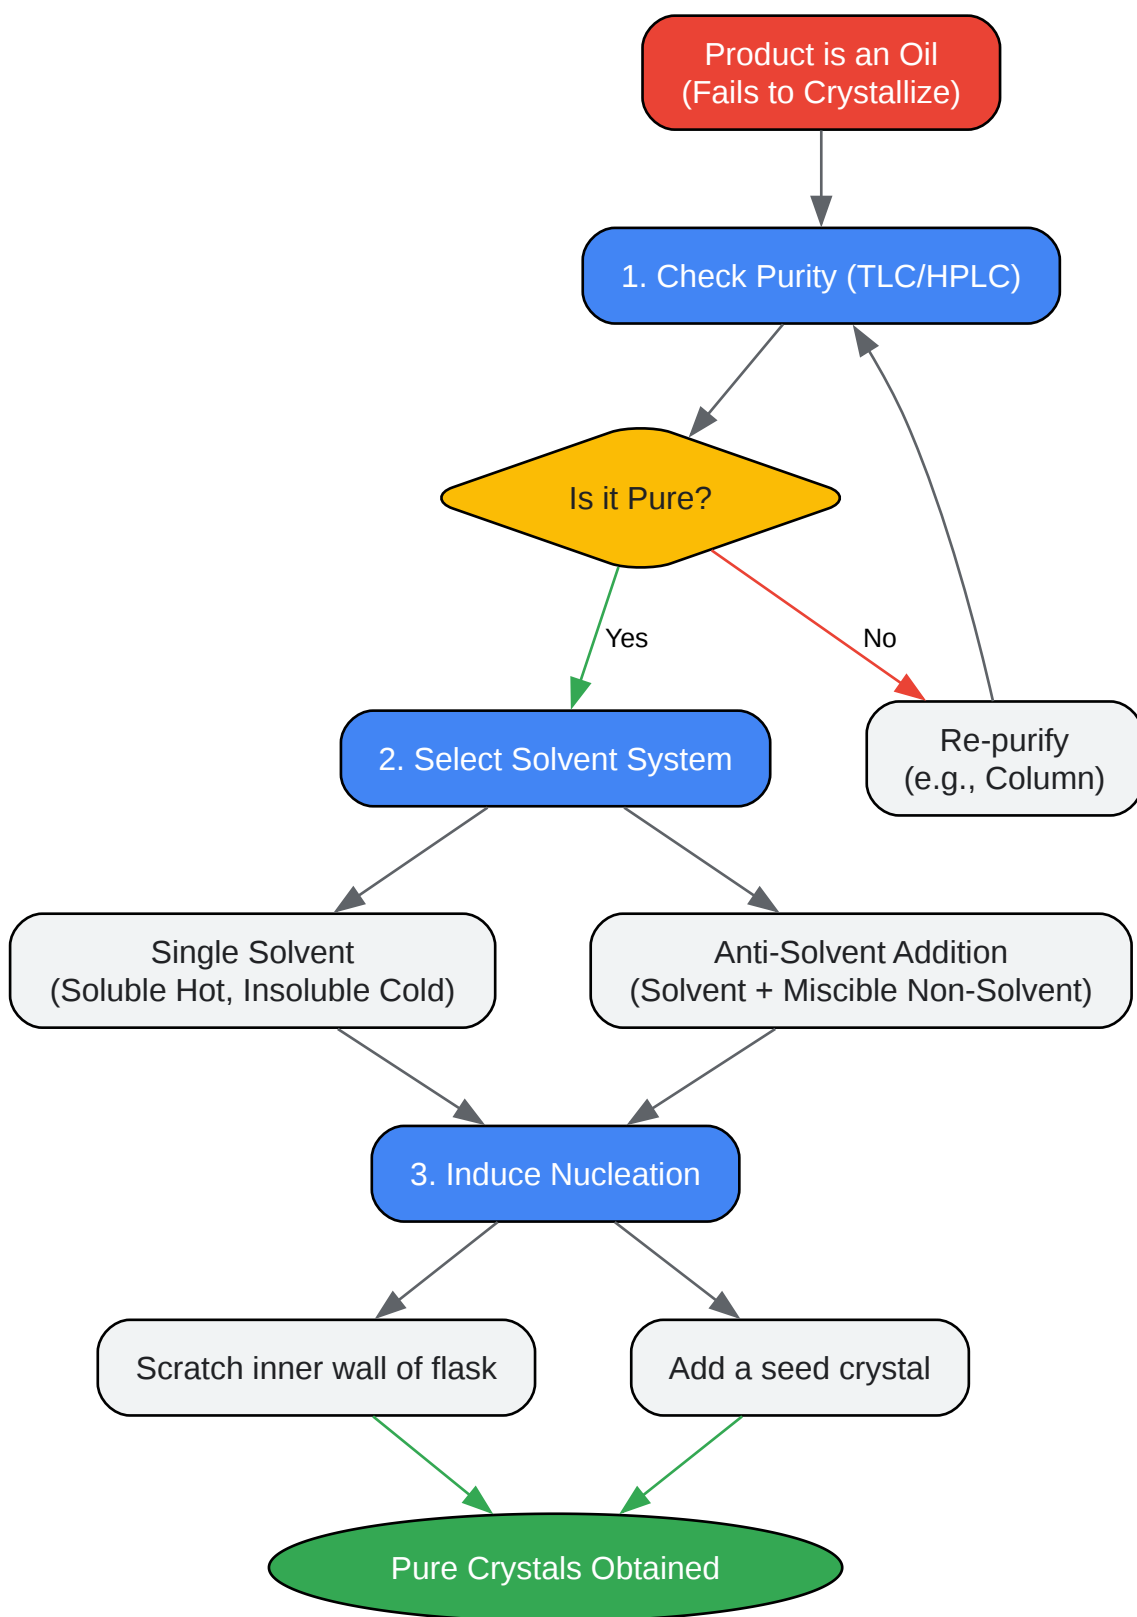 Product is an Oil
(Fails to Crystallize)
1. Check Purity (TLC/HPLC)
Is it Pure?
Yes
No
2. Select Solvent System
Re-purify
(e.g., Column)
Single Solvent
(Soluble Hot, Insoluble Cold)
Anti-Solvent Addition
(Solvent + Miscible Non-Solvent)
3. Induce Nucleation
Scratch inner wall of flask
Add a seed crystal
Pure Crystals Obtained